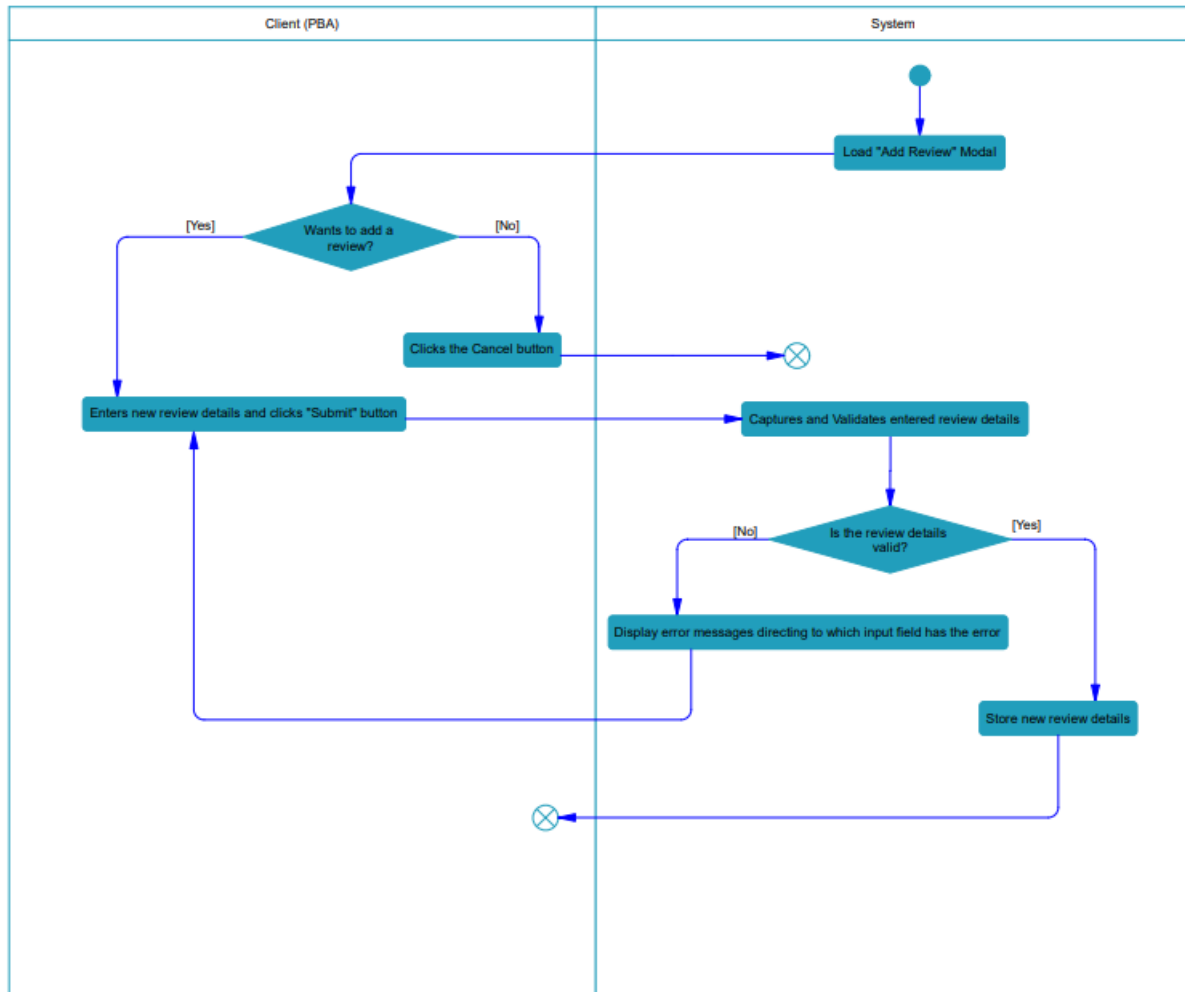 Client (PBA)
System
Load "Add Review" Modal
[Yes]
Wants to add a
review?
[No]
Clicks the Cancel button
Enters new review details and clicks "Submit" button
Captures and Validates entered review details
[No]
Is the review details
valid?
[Yes]
Display error messages directing to which input field has the error
Store new review details